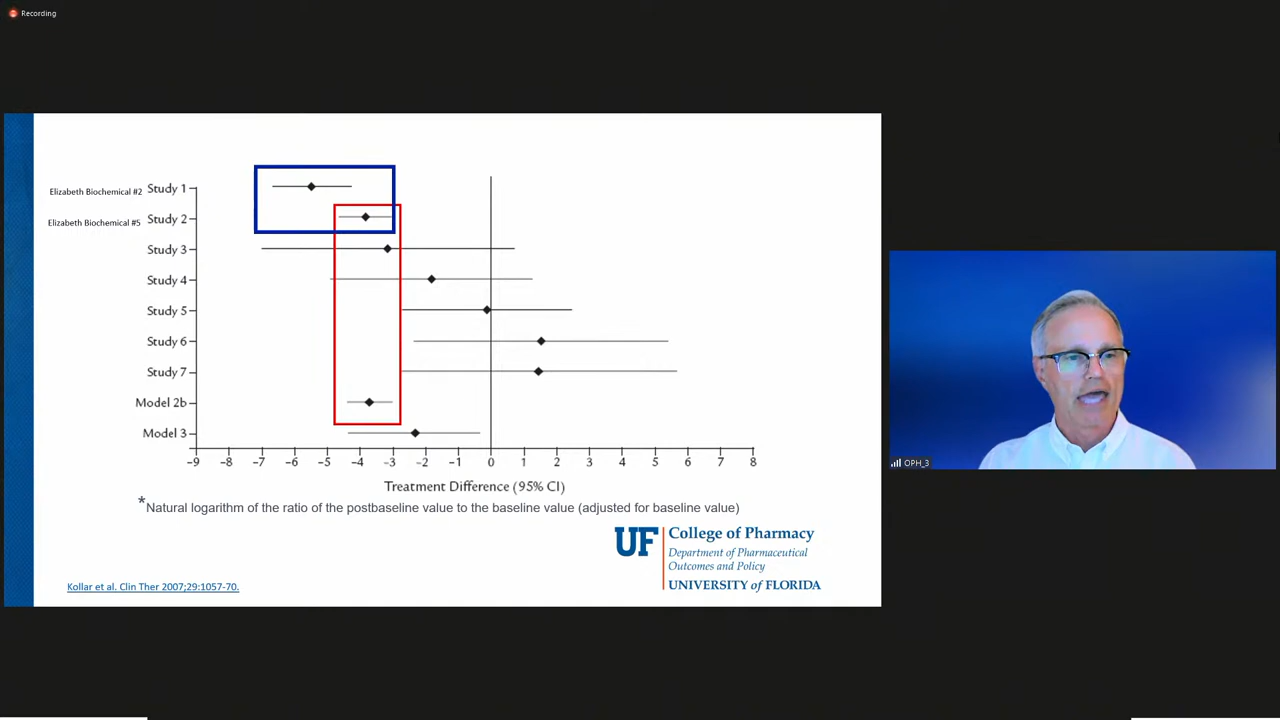 Recording
Elizabeth Biochemical #2 Study 1
Elizabeth Biochemical #5 Study 2
Study 3
Study 4
Study 5
Study 6
Study 7
Model 2b
Model 3
-9 -8 -7 -6 -5 -4 -3 -2 -1 0 1 2 3 4 5 6 7 8
Treatment Difference (95% CI)
*Natural logarithm of the ratio of the postbaseline value to the baseline value (adjusted for baseline value)
UF College of Pharmacy
Department of Pharmaceutical
Outcomes and Policy
UNIVERSITY of FLORIDA
Kollar et al. Clin Ther 2007;29:1057-70.
OPH_3